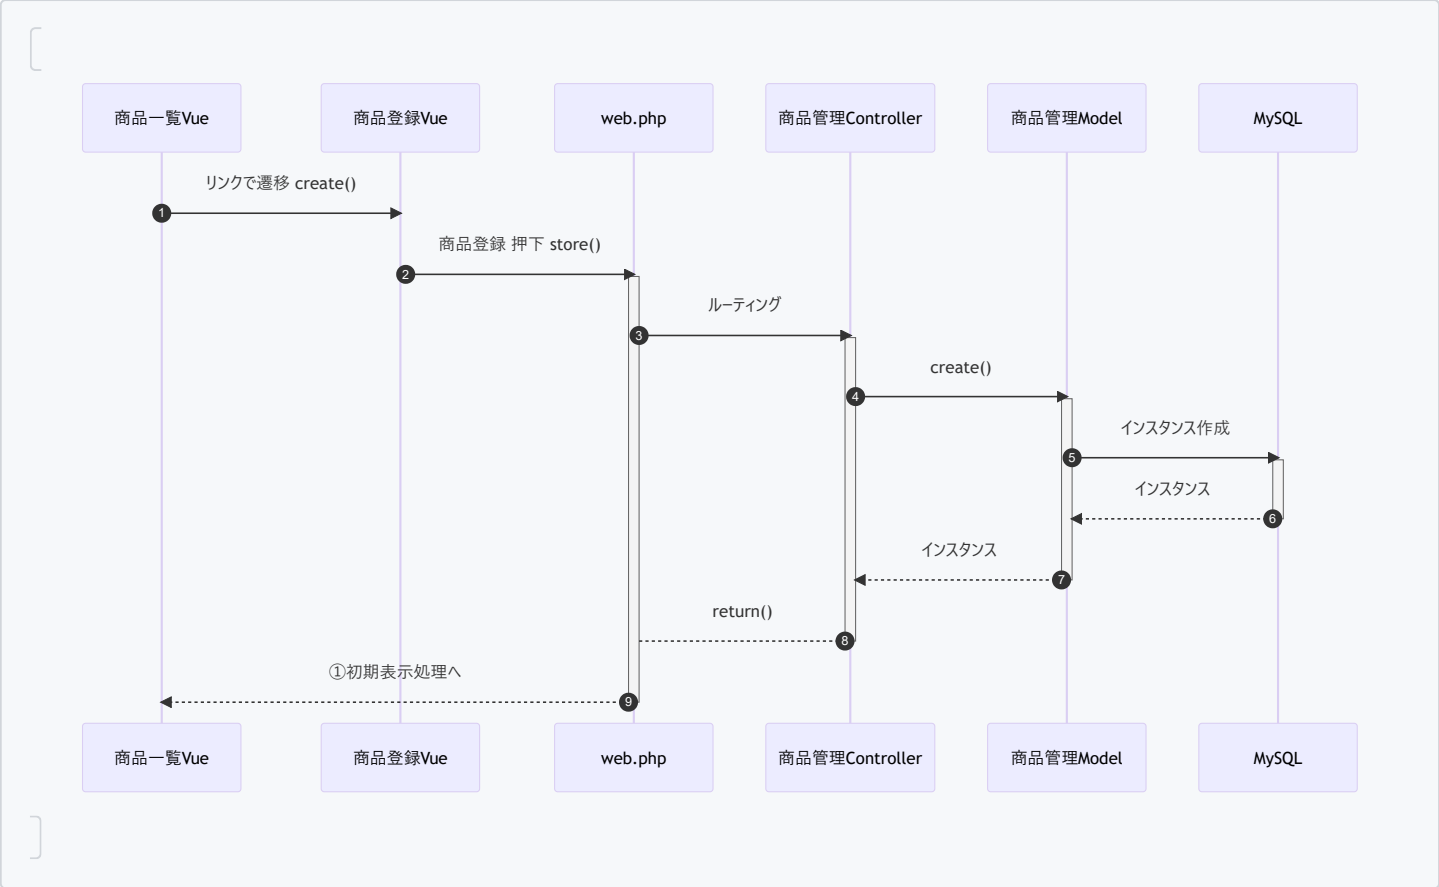 商品一覧Vue
商品登録Vue
web.php
商品管理Controller
商品管理Model
MySQL
リンクで遷移 create()
1
商品登録 押下 store()
2
ルーティング
3
create()
4
インスタンス作成
5
インスタンス
6
インスタンス
7
return()
8
①初期表示処理へ
9
商品一覧Vue
商品登録Vue
web.php
商品管理Controller
商品管理Model
MySQL